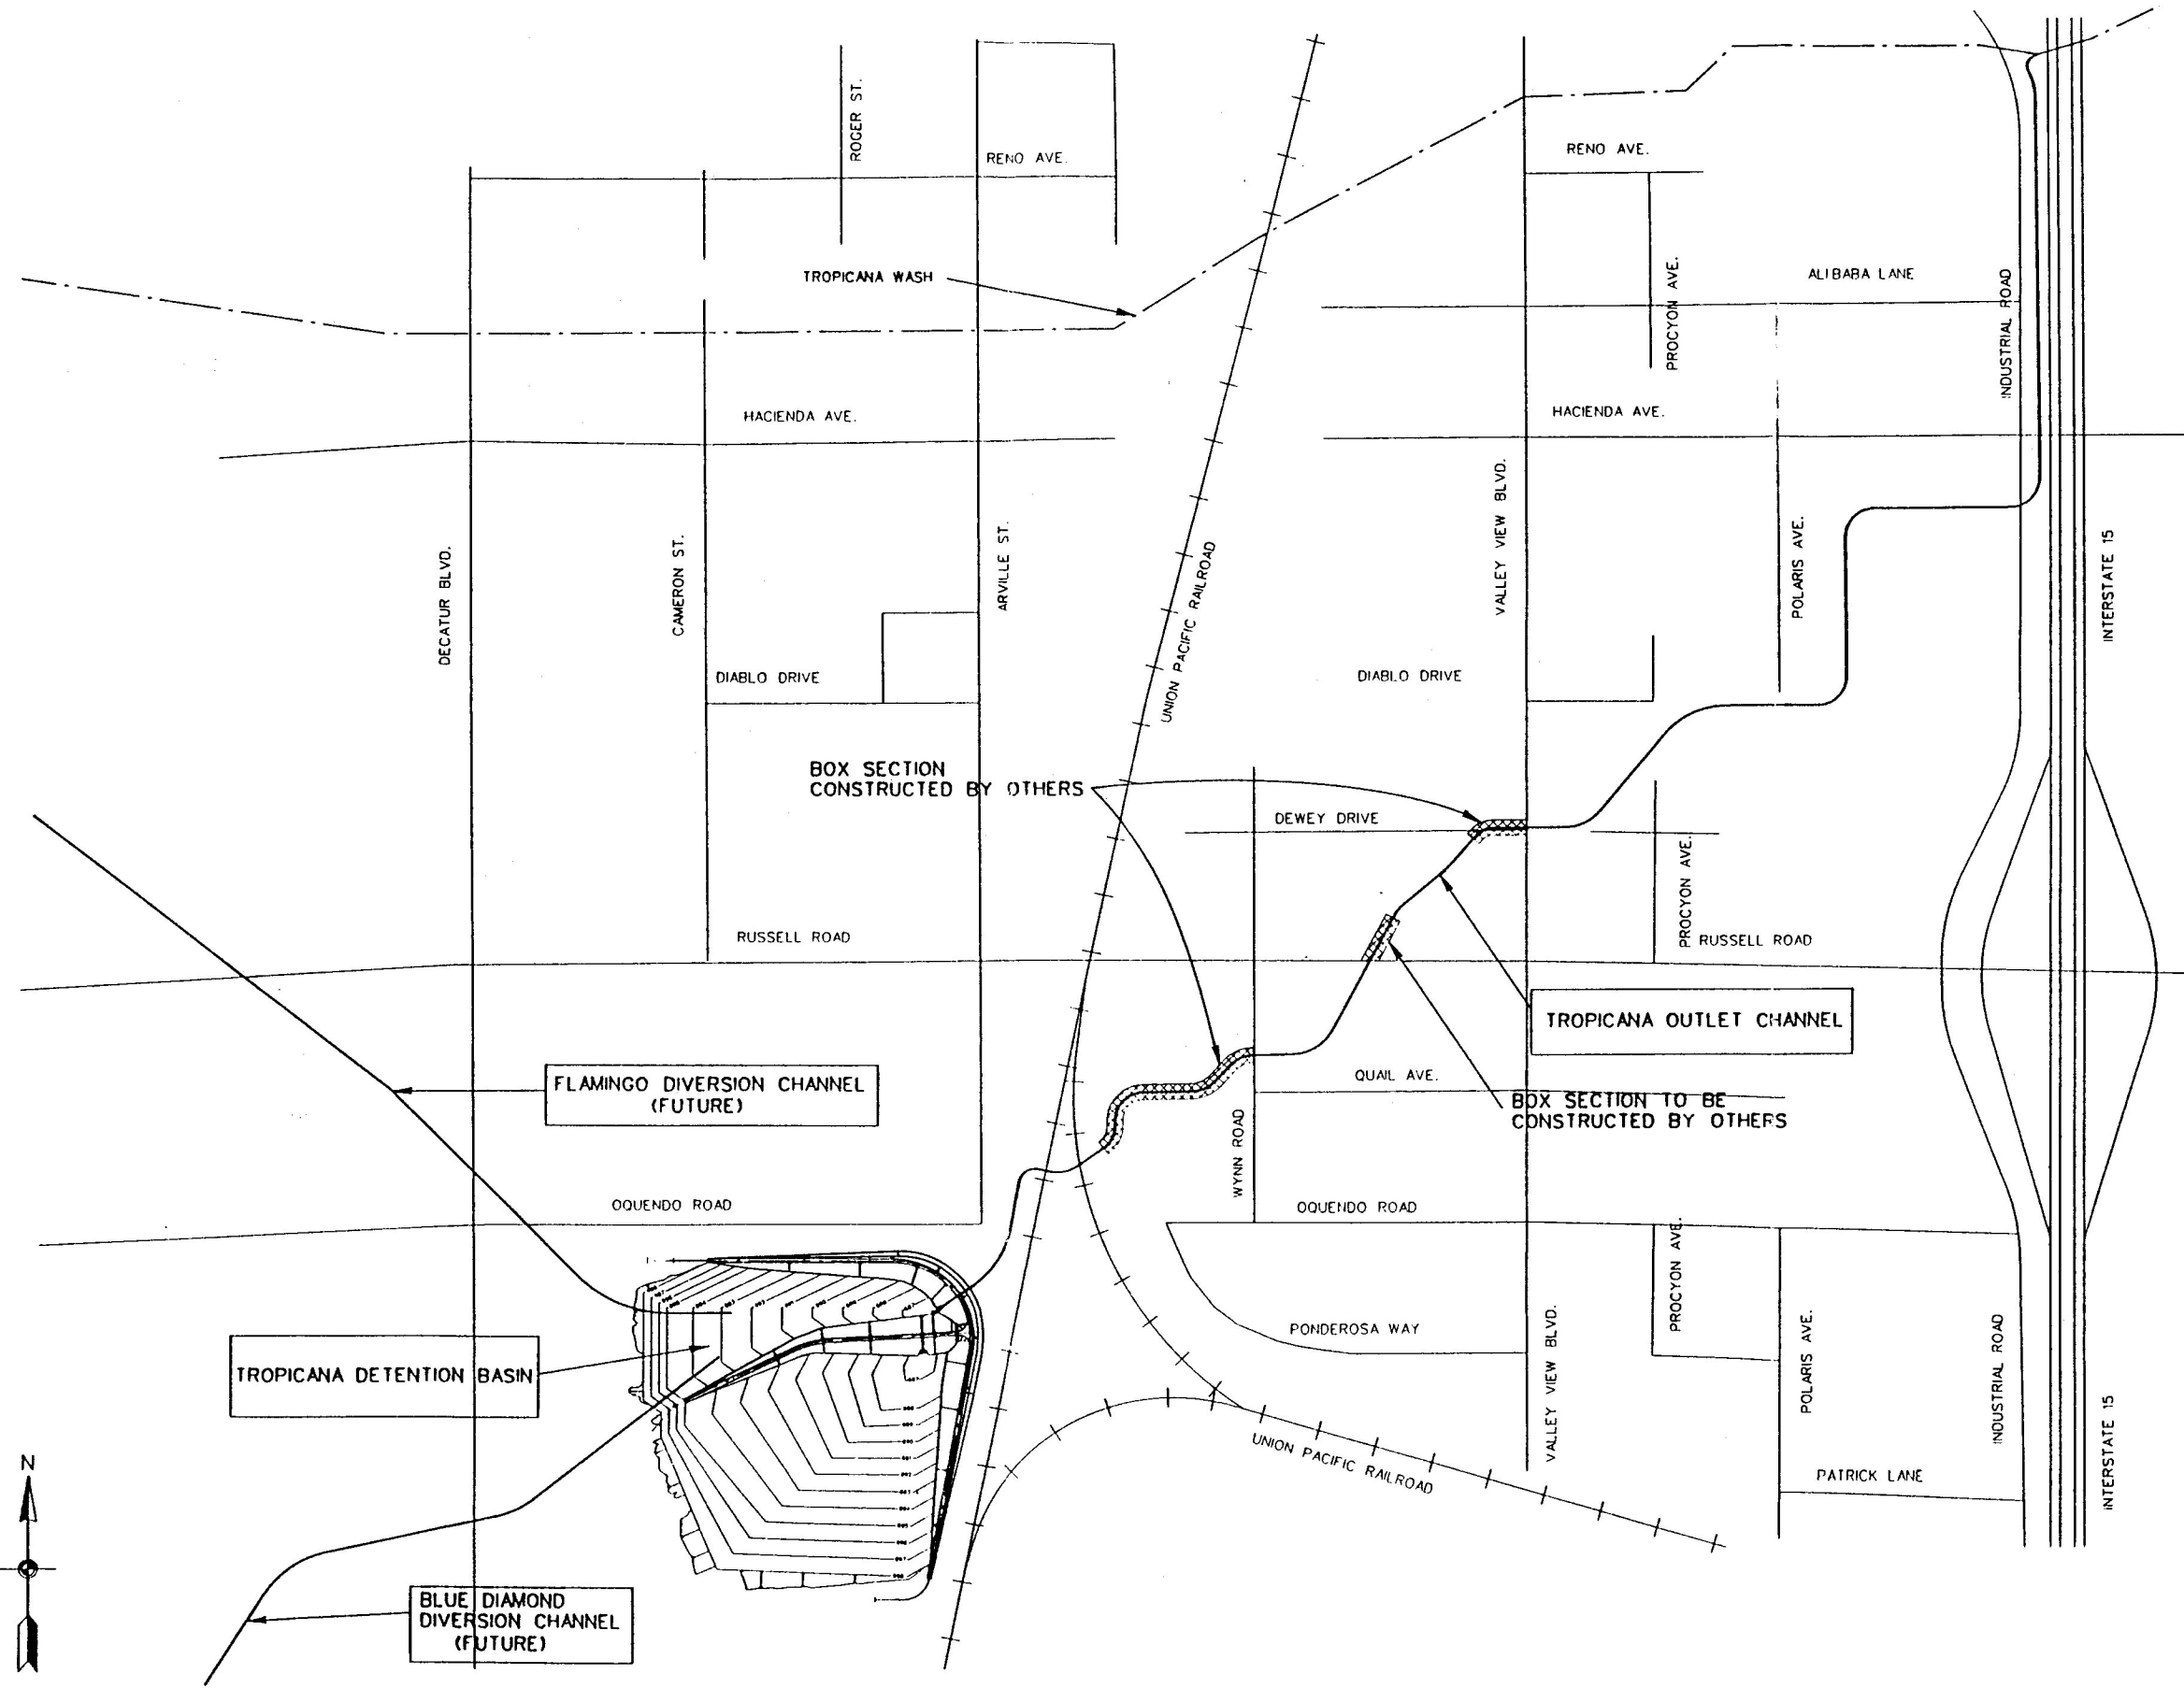 ROGER ST.
RENO AVE.
RENO AVE.
TROPICANA WASH
PROCYON AVE.
ALI BABA LANE
INDUSTRIAL ROAD
HACIENDA AVE.
HACIENDA AVE.
DECATUR BLVD.
CAMERON ST.
ARVILLE ST.
UNION PACIFIC RAILROAD
VALLEY VIEW BLVD.
POLARIS AVE.
INTERSTATE 15
DIABLO DRIVE
DIABLO DRIVE
BOX SECTION
CONSTRUCTED BY OTHERS
DEWEY DRIVE
PROCYON AVE.
RUSSELL ROAD
RUSSELL ROAD
TROPICANA OUTLET CHANNEL
FLAMINGO DIVERSION CHANNEL
(FUTURE)
QUAIL AVE.
BOX SECTION TO BE
CONSTRUCTED BY OTHERS
WYNN ROAD
OQUENDO ROAD
OQUENDO ROAD
PROCYON AVE.
PONDEROSA WAY
TROPICANA DETENTION BASIN
VALLEY VIEW BLVD.
POLARIS AVE.
INDUSTRIAL ROAD
INTERSTATE 15
UNION PACIFIC RAILROAD
PATRICK LANE
N
BLUE DIAMOND
DIVERSION CHANNEL
(FUTURE)